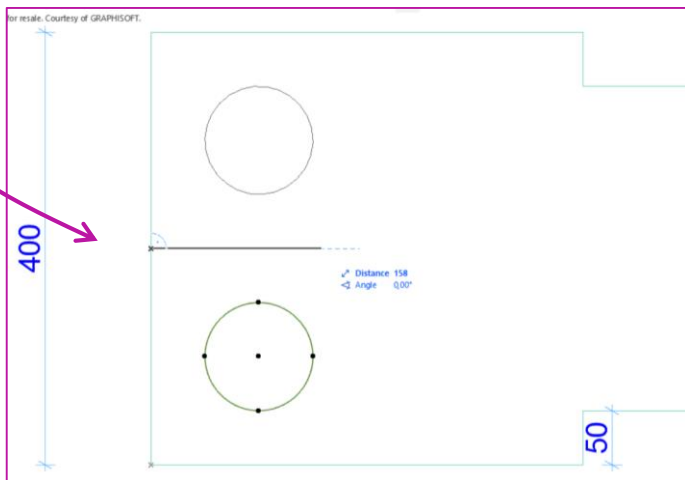 for resale. Courtesy of GRAPHISOFT.
400
Distance 158
Angle 0,00°
50